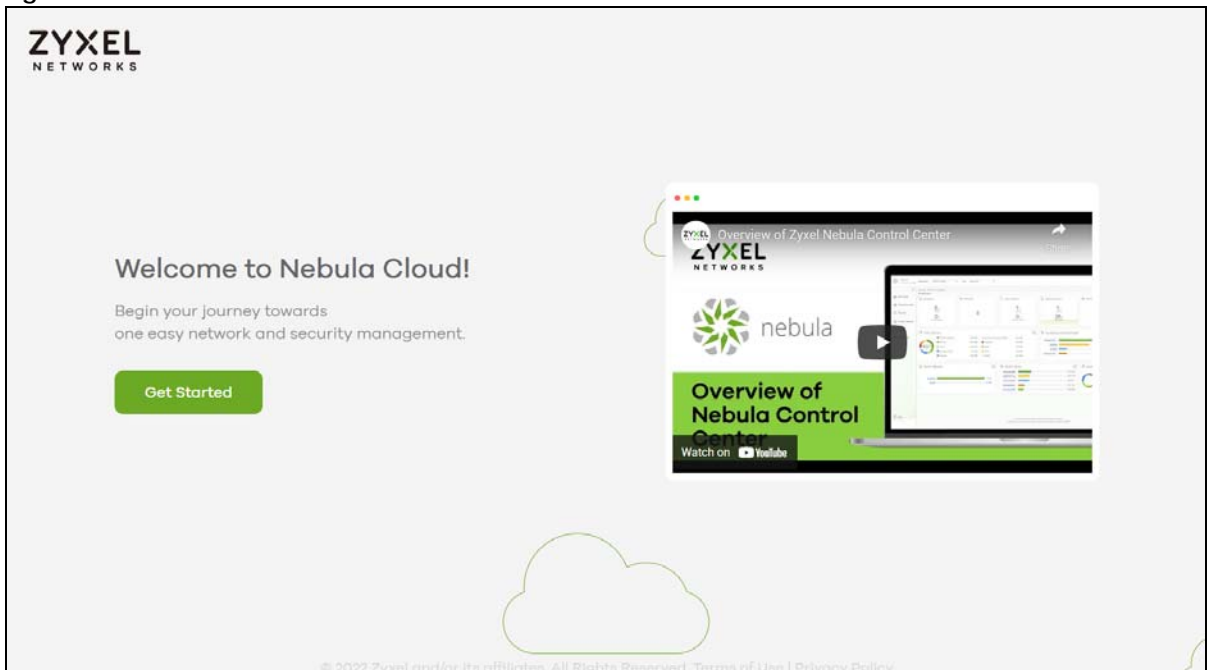 ZYXEL
NETWORKS
Welcome to Nebula Cloud!
Begin your journey towards
one easy network and security management.
Get Started
ZYXEL
Overview of Zyxel Nebula Control Center
Share
ZYXEL
NETWORKS
nebula
Overview of
Nebula Control
Center
Watch on YouTube
© 2022 Zyxel and/or its affiliates. All Rights Reserved. Terms of Use | Privacy Policy